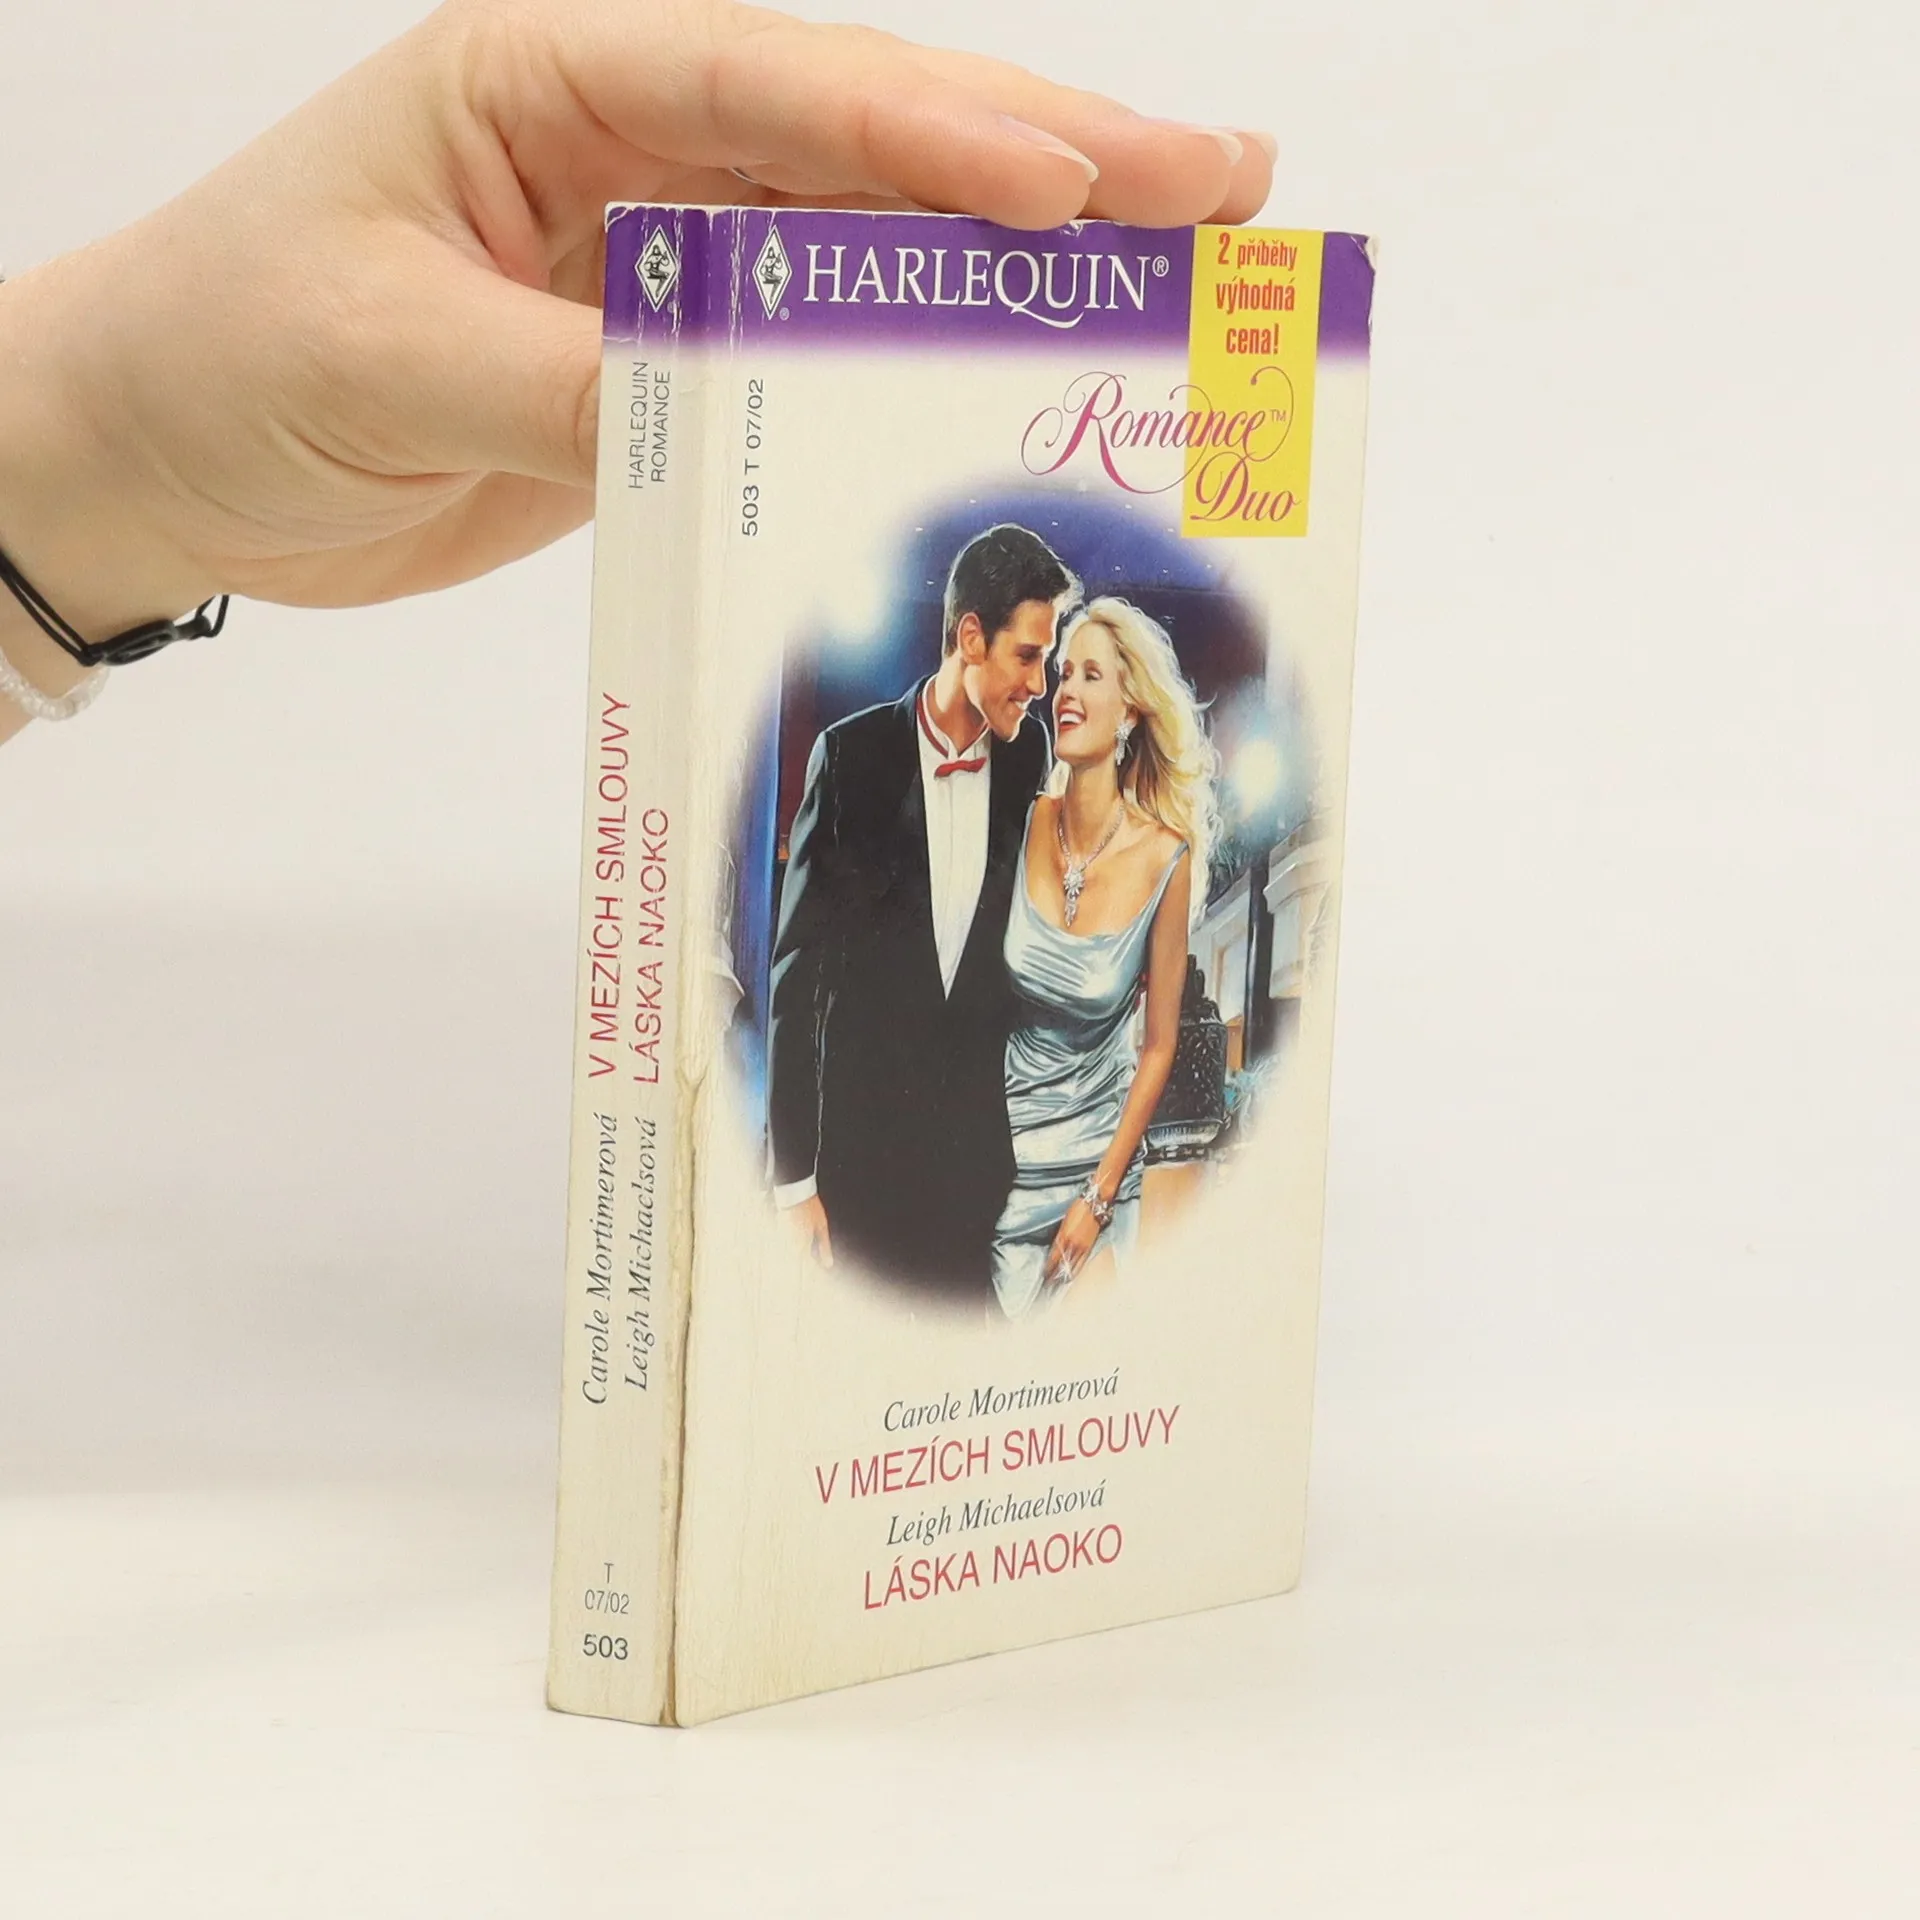 HARLEQUIN
ROMANCE
V MEZÍCH SMLOUVY
LÁSKA NAOKO
Carole Mortimerová
Leigh Michaelsová
T
07/02
503
HARLEQUIN®
2 příběhy
výhodná
cena!
Romance™
Duo
503 T 07/02
Carole Mortimerová
V MEZÍCH SMLOUVY
Leigh Michaelsová
LÁSKA NAOKO